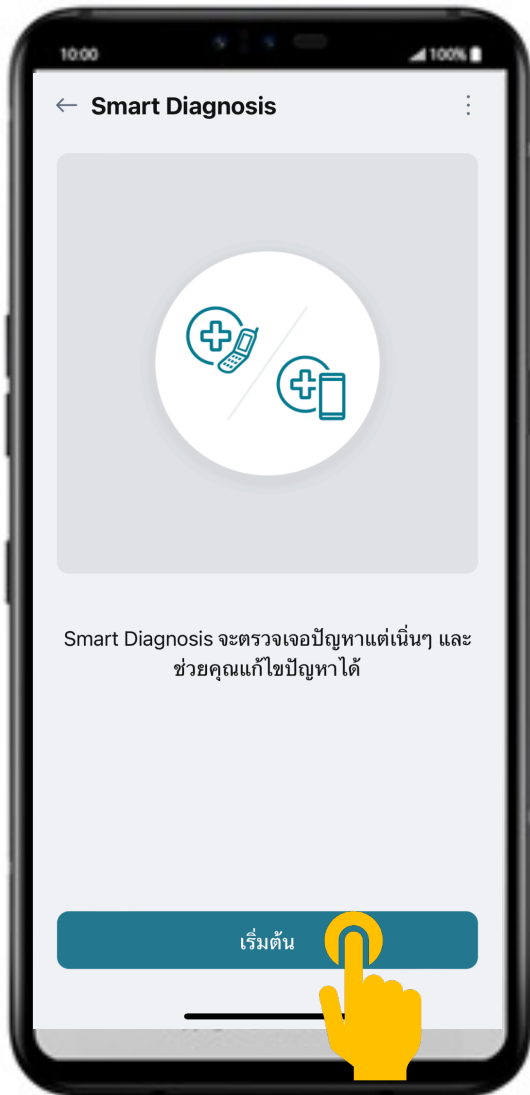 10:00
100%
Smart Diagnosis
Smart Diagnosis จะตรวจเจอปัญหาแต่เนิ่นๆ และ
ช่วยคุณแก้ไขปัญหาได้
เริ่มต้น